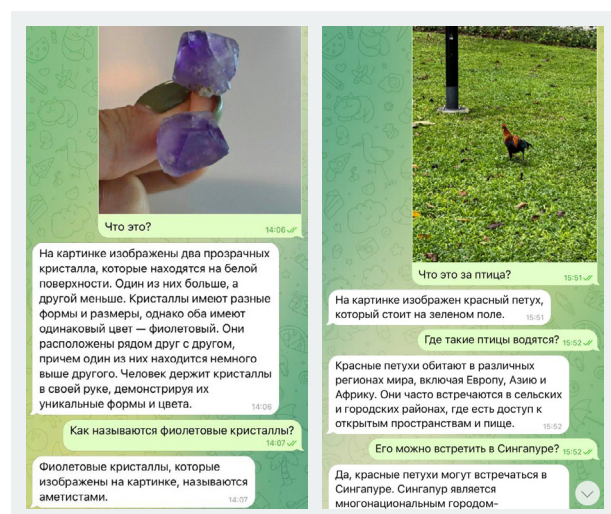 Что это?
14:06
На картинке изображены два прозрачных
кристалла, которые находятся на белой
поверхности. Один из них больше, а
другой меньше. Кристаллы имеют разные
формы и размеры, однако оба имеют
одинаковый цвет — фиолетовый. Они
расположены рядом друг с другом,
причем один из них находится немного
выше другого. Человек держит кристаллы
в своей руке, демонстрируя их
уникальные формы и цвета.
14:06
Как называются фиолетовые кристаллы?
14:07
Фиолетовые кристаллы, которые
изображены на картинке, называются
аметистами.
14:07
Что это за птица?
15:51
На картинке изображен красный петух,
который стоит на зеленом поле.
15:51
Где такие птицы водятся?
15:52
Красные петухи обитают в различных
регионах мира, включая Европу, Азию и
Африку. Они часто встречаются в сельских
и городских районах, где есть доступ к
открытым пространствам и пище.
15:52
Его можно встретить в Сингапуре?
15:52
Да, красные петухи могут встречаться в
Сингапуре. Сингапур является
многонациональным городом-